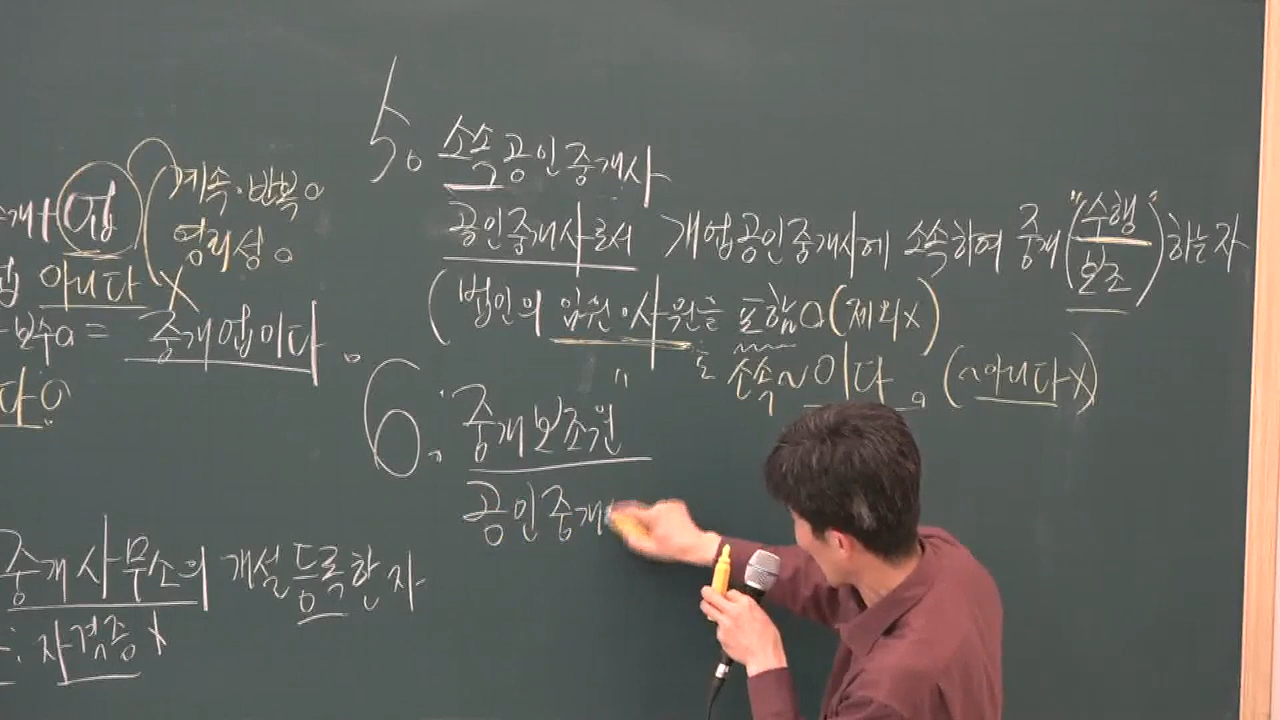 개+업 계속·반복o
영리성o
업 아니다 X
보수o = 중개업이다.
다o
중개사무소의 개설등록한 자
자격증 X
5. 소속공인중개사
공인중개사로서 개업공인중개사에 소속하여 중개("수행" 보조)하는 자
(법인의 임원·사원을 포함o(제외x)
소속~이다. (~아니다X)
6. 중개보조원
공인중개